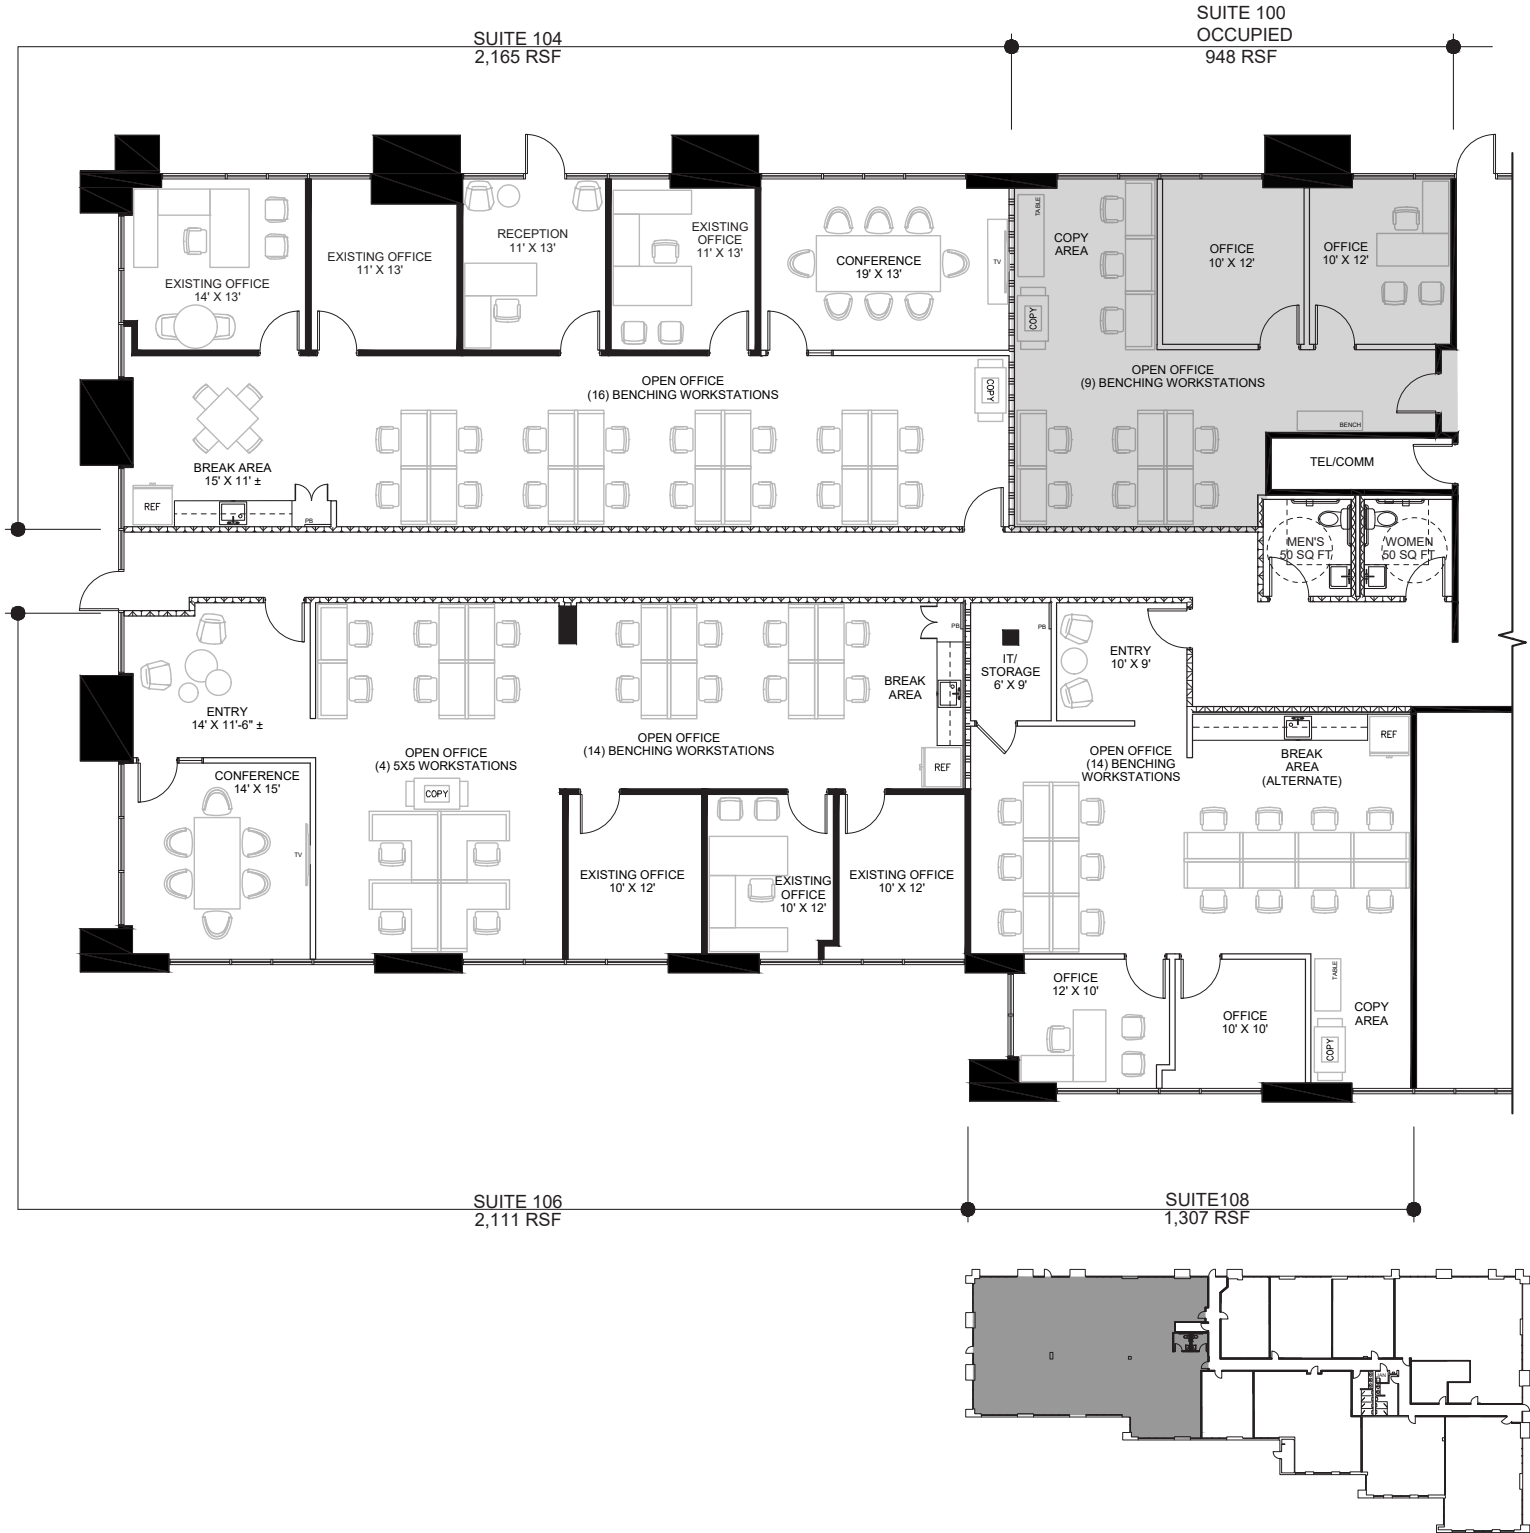 SUITE 104
2,165 RSF
SUITE 100
OCCUPIED
948 RSF
EXISTING OFFICE
14' X 13'
EXISTING OFFICE
11' X 13'
RECEPTION
11' X 13'
EXISTING
OFFICE
11' X 13'
CONFERENCE
19' X 13'
TV
TABLE
COPY
AREA
COPY
OFFICE
10' X 12'
OFFICE
10' X 12'
OPEN OFFICE
(16) BENCHING WORKSTATIONS
COPY
OPEN OFFICE
(9) BENCHING WORKSTATIONS
BENCH
BREAK AREA
15' X 11' ±
REF
PB
TEL/COMM
MEN'S
50 SQ FT
WOMEN
50 SQ FT
ENTRY
14' X 11'-6" ±
OPEN OFFICE
(4) 5X5 WORKSTATIONS
COPY
OPEN OFFICE
(14) BENCHING WORKSTATIONS
BREAK
AREA
PB
REF
IT/
STORAGE
6' X 9'
PB
ENTRY
10' X 9'
OPEN OFFICE
(14) BENCHING
WORKSTATIONS
BREAK
AREA
(ALTERNATE)
REF
CONFERENCE
14' X 15'
TV
EXISTING OFFICE
10' X 12'
EXISTING
OFFICE
10' X 12'
EXISTING OFFICE
10' X 12'
OFFICE
12' X 10'
OFFICE
10' X 10'
TABLE
COPY
AREA
COPY
SUITE 106
2,111 RSF
SUITE108
1,307 RSF
JAN